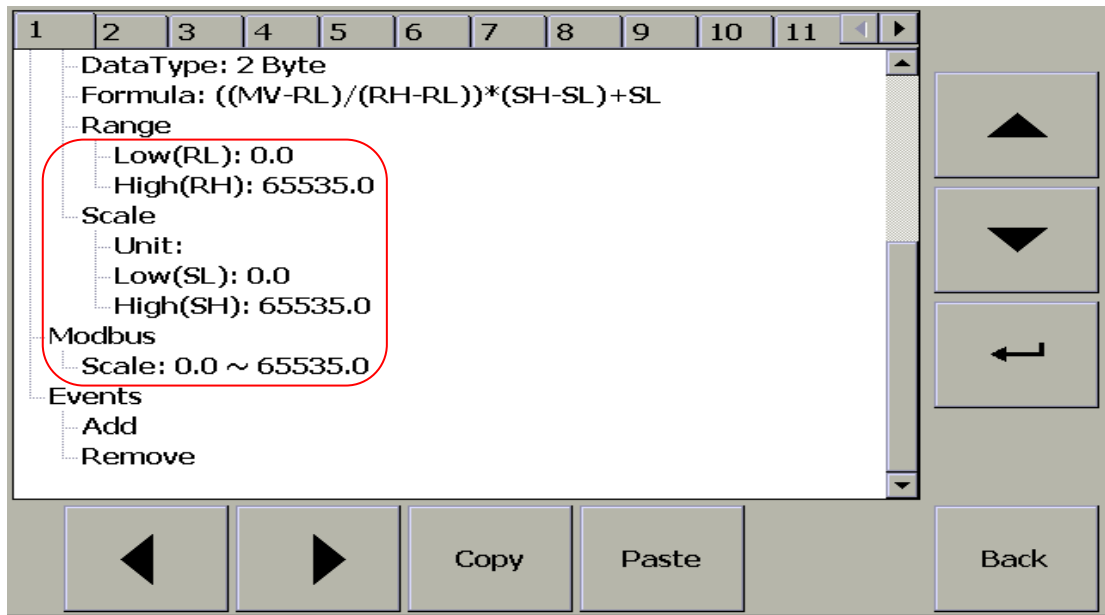 1 2 3 4 5 6 7 8 9 10 11
DataType: 2 Byte
Formula: ((MV-RL)/(RH-RL))*(SH-SL)+SL
Range
Low(RL): 0.0
High(RH): 65535.0
Scale
Unit:
Low(SL): 0.0
High(SH): 65535.0
Modbus
Scale: 0.0 ~ 65535.0
Events
Add
Remove
Copy Paste Back